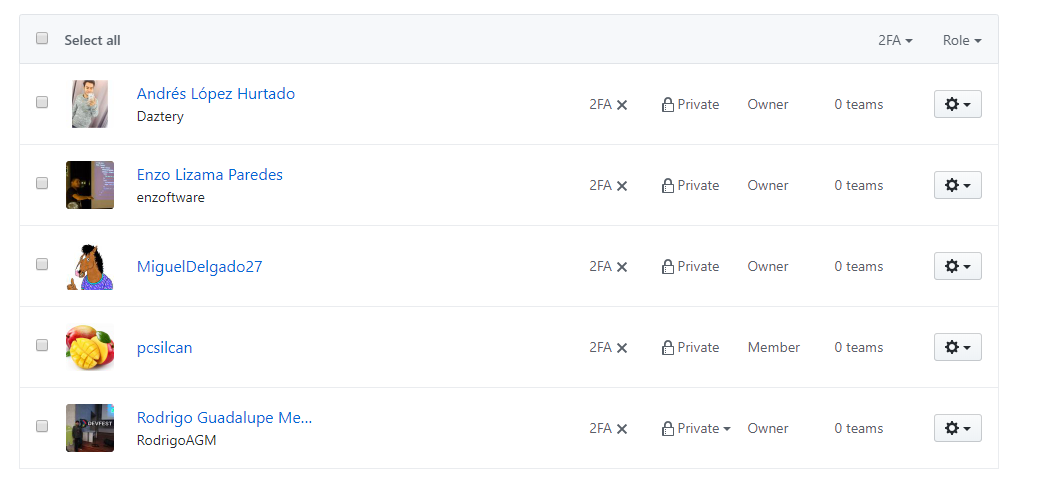 Select all
2FA Role
Andrés López Hurtado
Daztery
2FA Private Owner 0 teams
Enzo Lizama Paredes
enzoftware
2FA Private Owner 0 teams
MiguelDelgado27
2FA Private Owner 0 teams
pcsilcan
2FA Private Member 0 teams
DEVFEST
Rodrigo Guadalupe Me...
RodrigoAGM
2FA Private Owner 0 teams